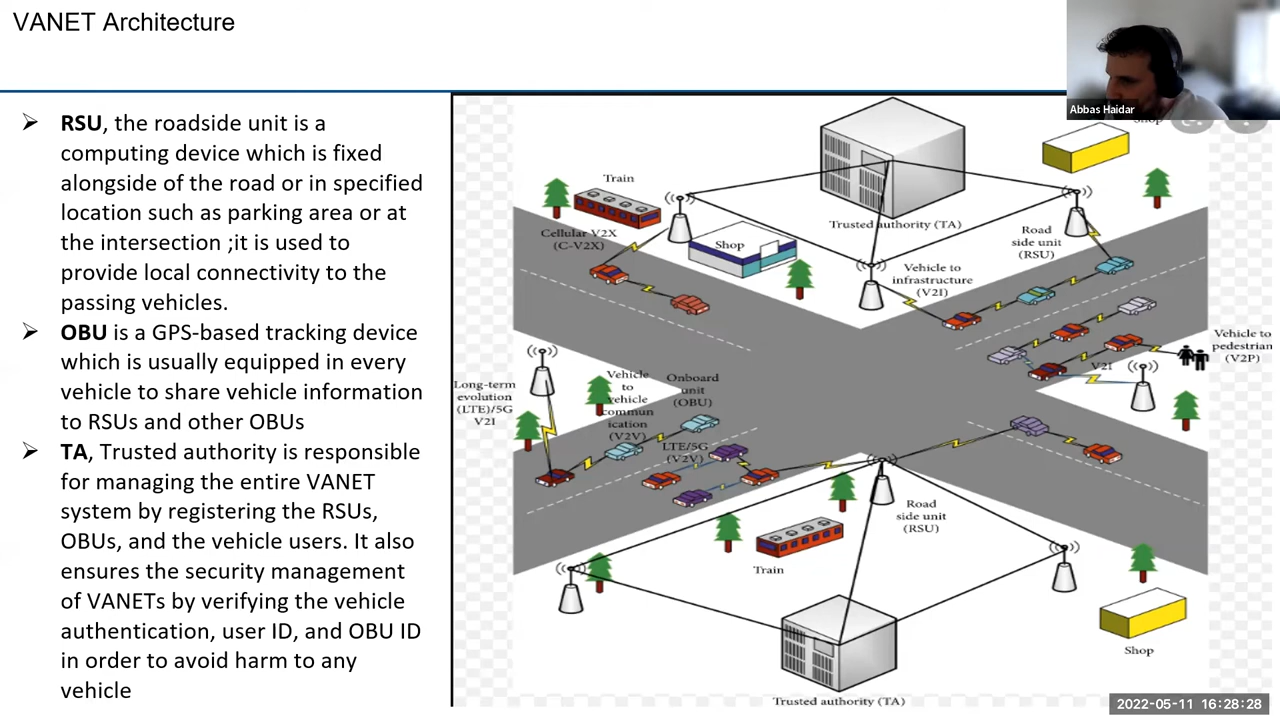 VANET Architecture
Abbas Haidar
RSU, the roadside unit is a
computing device which is fixed
alongside of the road or in specified
location such as parking area or at
the intersection ;it is used to
provide local connectivity to the
passing vehicles.
OBU is a GPS-based tracking device
which is usually equipped in every
vehicle to share vehicle information
to RSUs and other OBUs
TA, Trusted authority is responsible
for managing the entire VANET
system by registering the RSUs,
OBUs, and the vehicle users. It also
ensures the security management
of VANETs by verifying the vehicle
authentication, user ID, and OBU ID
in order to avoid harm to any
vehicle
Shop
Train
Trusted authority (TA)
Cellular V2X
(C-V2X)
Shop
Road
side unit
(RSU)
Vehicle to
infrastructure
(V2I)
Vehicle to
pedestrian
(V2P)
V2I
Long-term
evolution
(LTE)/5G
V2I
Vehicle
to
vehicle
commun
ication
(V2V)
Onboard
unit
(OBU)
LTE/5G
(V2V)
Road
side unit
(RSU)
Train
Shop
Trusted authority (TA)
2022-05-11 16:28:28